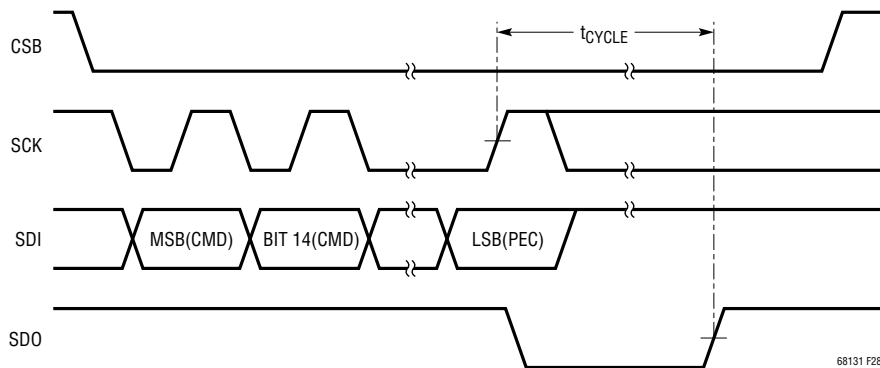 tCYCLE
CSB
SCK
SDI
MSB(CMD)
BIT 14(CMD)
LSB(PEC)
SDO
68131 F28